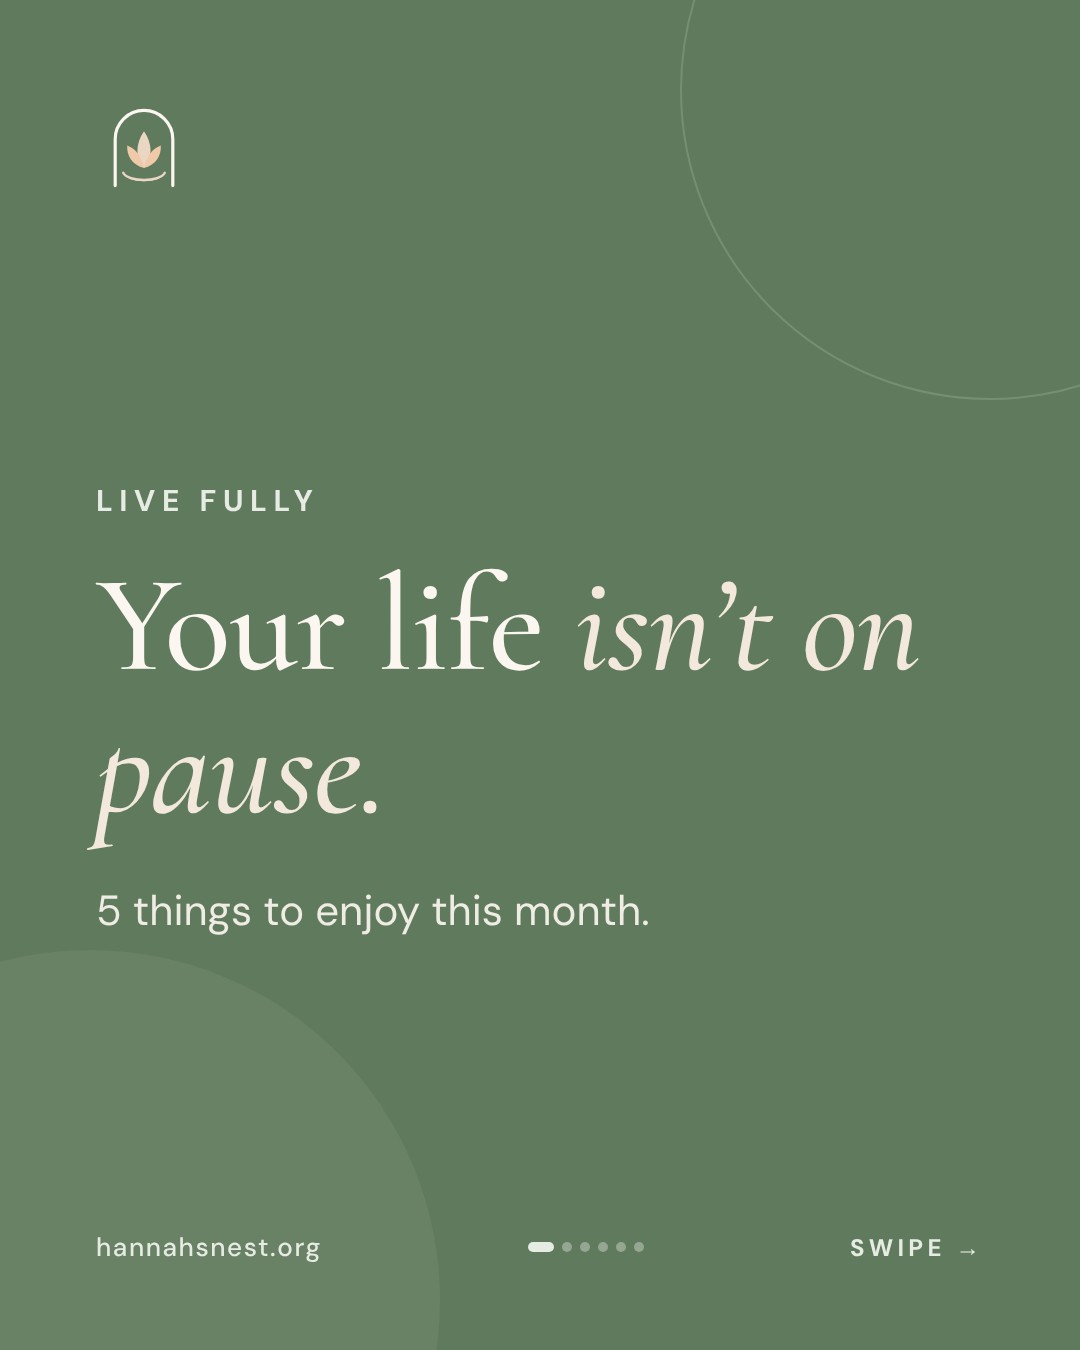 LIVE FULLY
Your life isn’t on
pause.
5 things to enjoy this month.
hannahsnest.org
SWIPE →